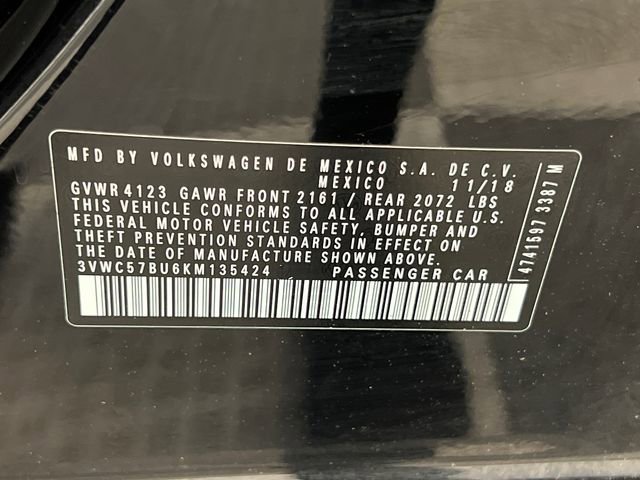 MFD BY VOLKSWAGEN DE MEXICO S.A. DE C.V.
MEXICO 11/18
GVWR 4123 GAWR FRONT 2161 / REAR 2072 LBS
THIS VEHICLE CONFORMS TO ALL APPLICABLE U.S.
FEDERAL MOTOR VEHICLE SAFETY, BUMPER AND
THEFT PREVENTION STANDARDS IN EFFECT ON
THE DATE OF MANUFACTURE SHOWN ABOVE.
3VWC57BU6KM135424 PASSENGER CAR
4741697 3387 M